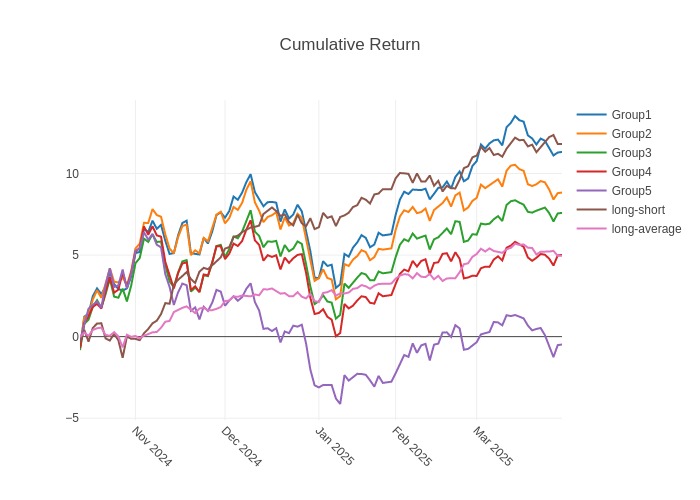 Cumulative Return
Group1
Group2
Group3
Group4
Group5
long-short
long-average
10
5
0
−5
Nov 2024
Dec 2024
Jan 2025
Feb 2025
Mar 2025